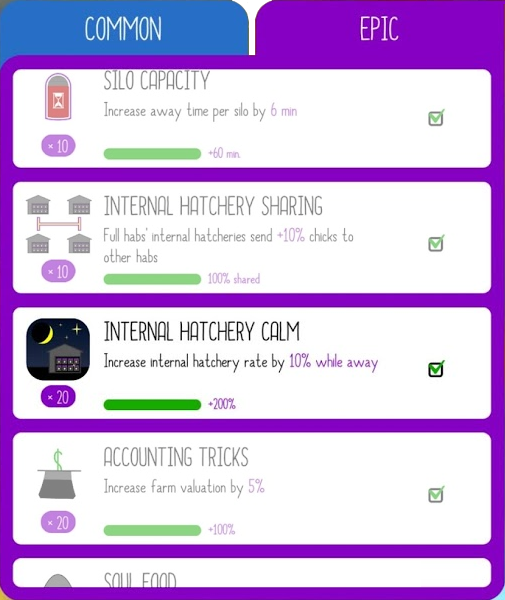 COMMON
EPIC
SILO CAPACITY
Increase away time per silo by 6 min
× 10
+60 min.
INTERNAL HATCHERY SHARING
Full habs' internal hatcheries send +10% chicks to
other habs
× 10
100% shared
INTERNAL HATCHERY CALM
Increase internal hatchery rate by 10% while away
× 20
+200%
ACCOUNTING TRICKS
Increase farm valuation by 5%
× 20
+100%
SOUL FOOD